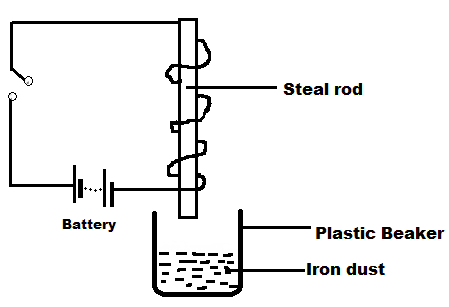 Steal rod
Battery
Plastic Beaker
Iron dust